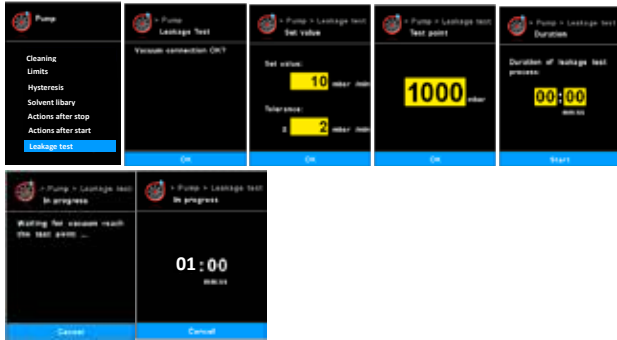 Pump
Cleaning
Limits
Hysteresis
Solvent libary
Actions after stop
Actions after start
Leakage test
> Pump
Leakage Test
Vacuum connection OK?
OK
> Pump > Leakage test
Set value
Set value:
10 mbar /min
Tolerance:
± 2 mbar /min
OK
> Pump > Leakage test
Test point
1000 mbar
OK
> Pump > Leakage test
Duration
Duration of leakage test
process:
00:00
mm:ss
Start
> Pump > Leakage test
In progress
Waiting for vacuum reach
the test point ...
Cancel
> Pump > Leakage test
In progress
01:00
mm:ss
Cancel